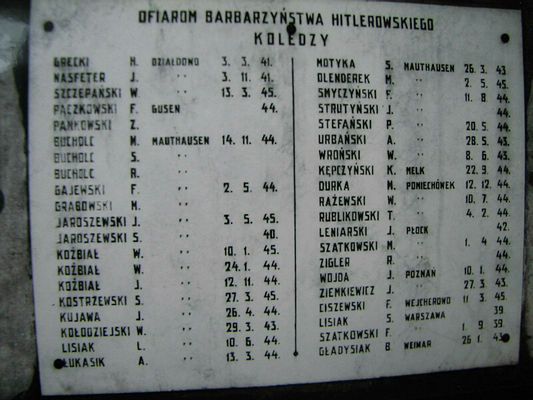 OFIAROM BARBARZYŃSTWA HITLEROWSKIEGO
KOLEDZY
GRECKI H. DZIAŁDOWO 3. 3. 41.
NASFETER J. " 3. 11. 41.
SZCZEPAŃSKI W. " 13. 3. 45.
PĄCZKOWSKI F. GUSEN 44.
PAŃKOWSKI Z. "
BUCHOLC M. MAUTHAUSEN 14. 11. 44.
BUCHOLC S. "
BUCHOLC R. "
GAJEWSKI F. " 2. 5. 44.
GRABOWSKI M. "
JAROSZEWSKI J. " 3. 5. 45.
JAROSZEWSKI S. " 40.
KOŹBIAŁ W. " 10. 1. 45.
KOŹBIAŁ W. " 24. 1. 44.
KOŹBIAŁ J. " 12. 11. 44.
KOSTRZEWSKI S. " 27. 3. 45.
KUJAWA J. " 26. 4. 44.
KOŁODZIEJSKI W. " 29. 3. 43.
LISIAK L. " 10. 6. 44.
ŁUKASIK A. " 13. 3. 44.
MOTYKA S. MAUTHAUSEN 26. 3. 43.
OLENDEREK M. " 2. 5. 45.
SMYCZYŃSKI F. " 11. 8. 44.
STRUTYŃSKI J. " 44.
STEFAŃSKI P. " 20. 5. 44.
URBAŃSKI A. " 28. 5. 43.
WROŃSKI W. " 8. 6. 43.
KĘPCZYŃSKI K. MELK 22. 9. 44.
DURKA M. PONIECHÓWEK 12. 12. 44.
RAŻEWSKI W. " 10. 7. 44.
RUBLIKOWSKI T. " 4. 2. 44.
LENIARSKI J. PŁOCK 42.
SZATKOWSKI M. " 1. 4 44.
ZIGLER R. " 44.
WOJDA J. POZNAŃ 10. 1. 44.
ZIEMKIEWICZ J. " 27. 3. 43.
CISZEWSKI F. WEJCHEROWO 11 3. 45.
LISIAK S. WARSZAWA 39
SZATKOWSKI F. " 1. 9. 39.
GŁADYSIAK B. WEIMAR 26 1. 43